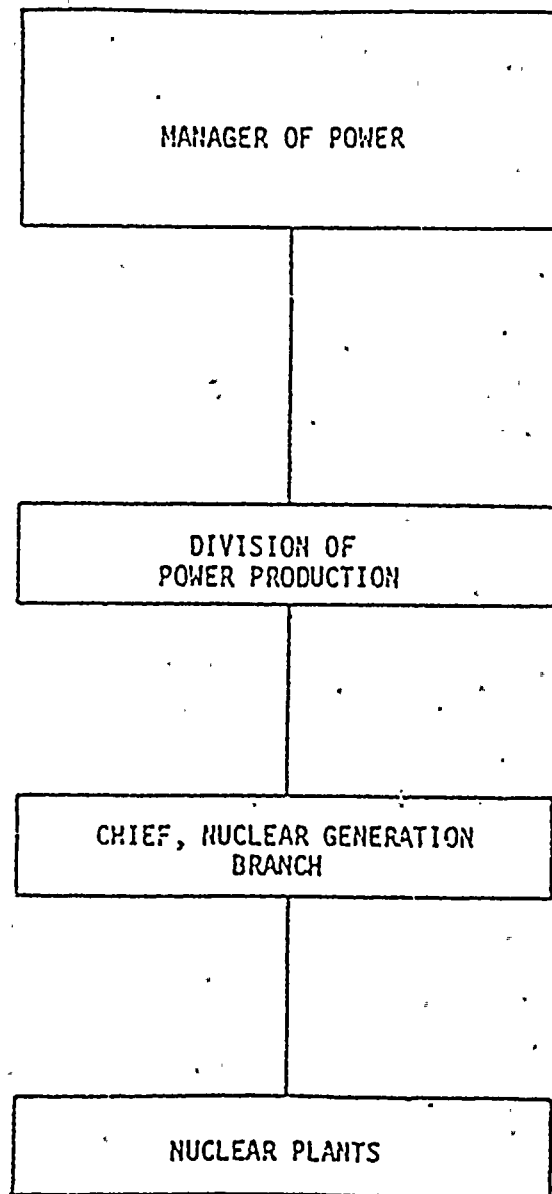 MANAGER OF POWER
DIVISION OF
POWER PRODUCTION
CHIEF, NUCLEAR GENERATION
BRANCH
NUCLEAR PLANTS